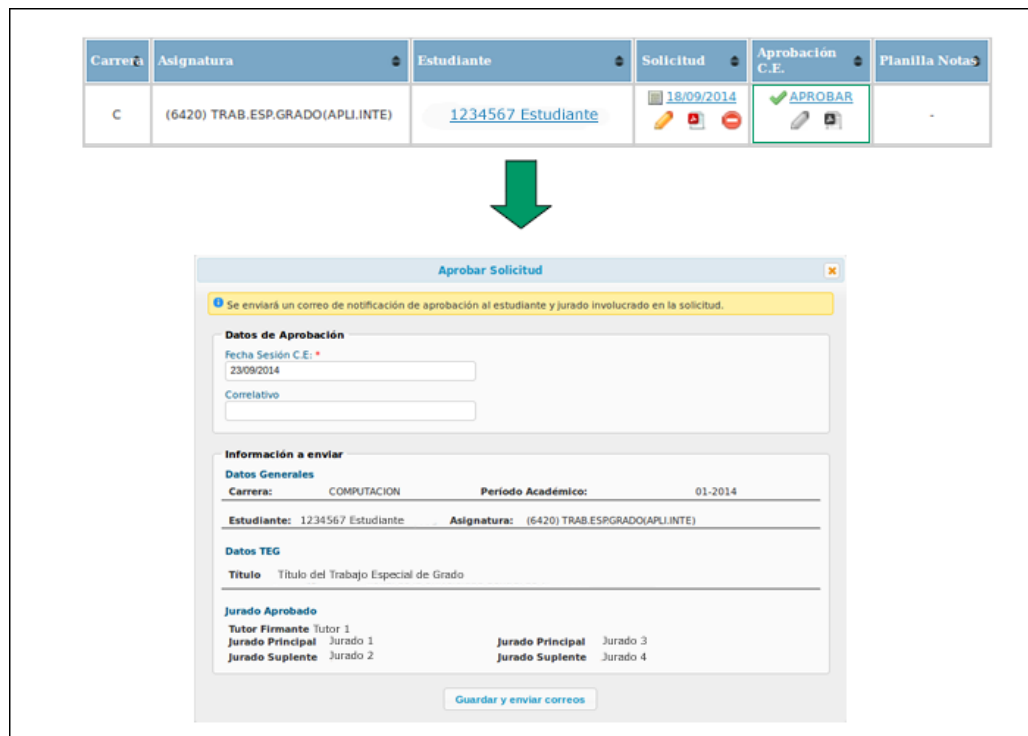 Carrera Asignatura Estudiante Solicitud Aprobación C.E. Planilla Notas
C (6420) TRAB.ESP.GRADO(APLI.INTE) 1234567 Estudiante 18/09/2014 APROBAR -
Aprobar Solicitud
Se enviará un correo de notificación de aprobación al estudiante y jurado involucrado en la solicitud.
Datos de Aprobación
Fecha Sesión C.E: *
23/09/2014
Correlativo
Información a enviar
Datos Generales
Carrera: COMPUTACION Período Académico: 01-2014
Estudiante: 1234567 Estudiante Asignatura: (6420) TRAB.ESP.GRADO(APLI.INTE)
Datos TEG
Título Título del Trabajo Especial de Grado
Jurado Aprobado
Tutor Firmante Tutor 1
Jurado Principal Jurado 1 Jurado Principal Jurado 3
Jurado Suplente Jurado 2 Jurado Suplente Jurado 4
Guardar y enviar correos